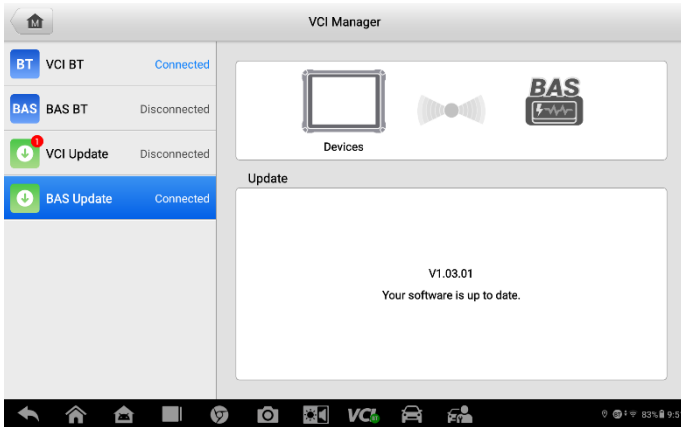 M
VCI Manager
BT VCI BT Connected
BAS BAS BT Disconnected
1
VCI Update Disconnected
BAS Update Connected
BAS
Devices
Update
V1.03.01
Your software is up to date.
VCI
83%